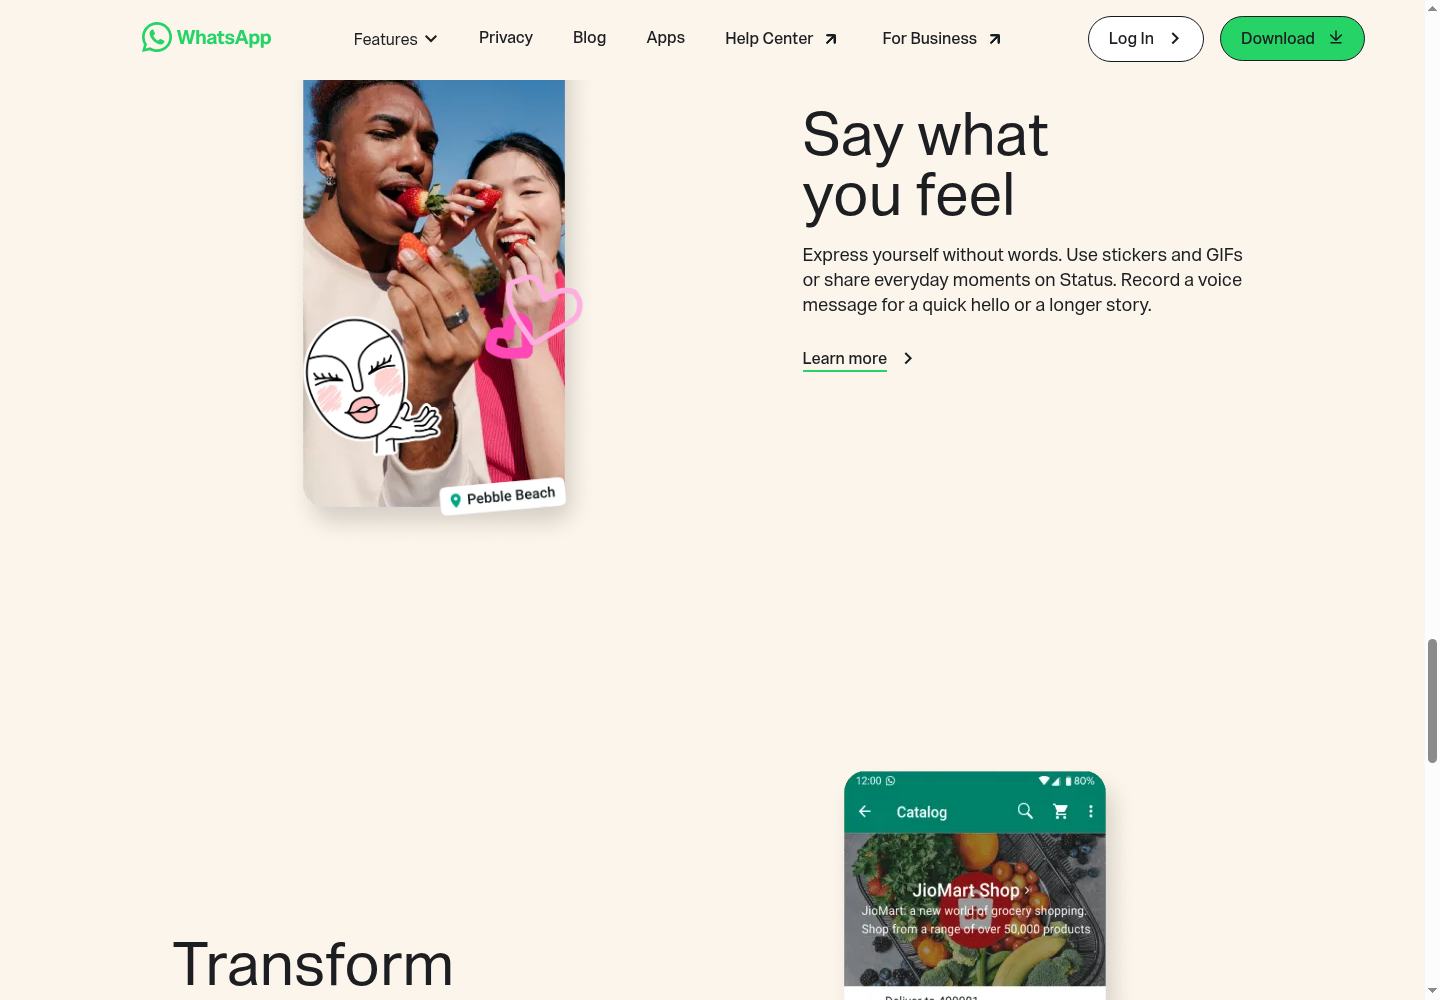 WhatsApp
Features
Privacy
Blog
Apps
Help Center
For Business
Log In
Download
Say what
you feel
Express yourself without words. Use stickers and GIFs
or share everyday moments on Status. Record a voice
message for a quick hello or a longer story.
Learn more
Pebble Beach
12:00
80%
Catalog
JioMart Shop ›
JioMart: a new world of grocery shopping.
Shop from a range of over 50,000 products
Transform